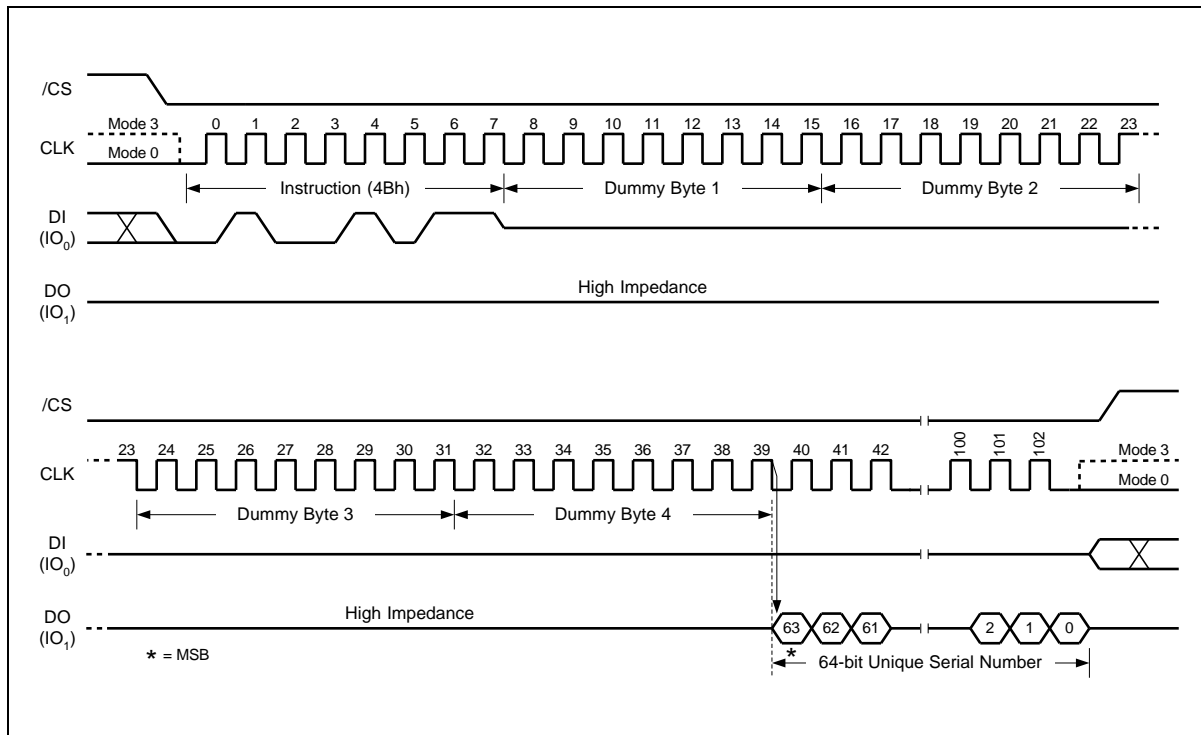 /CS
Mode 3
0 1 2 3 4 5 6 7 8 9 10 11 12 13 14 15 16 17 18 19 20 21 22 23
CLK
Mode 0
Instruction (4Bh)
Dummy Byte 1
Dummy Byte 2
DI
(IO0)
High Impedance
DO
(IO1)
/CS
23 24 25 26 27 28 29 30 31 32 33 34 35 36 37 38 39 40 41 42 100 101 102
Mode 3
CLK
Mode 0
Dummy Byte 3
Dummy Byte 4
DI
(IO0)
High Impedance
DO
(IO1)
63 62 61 2 1 0
* = MSB
*
64-bit Unique Serial Number